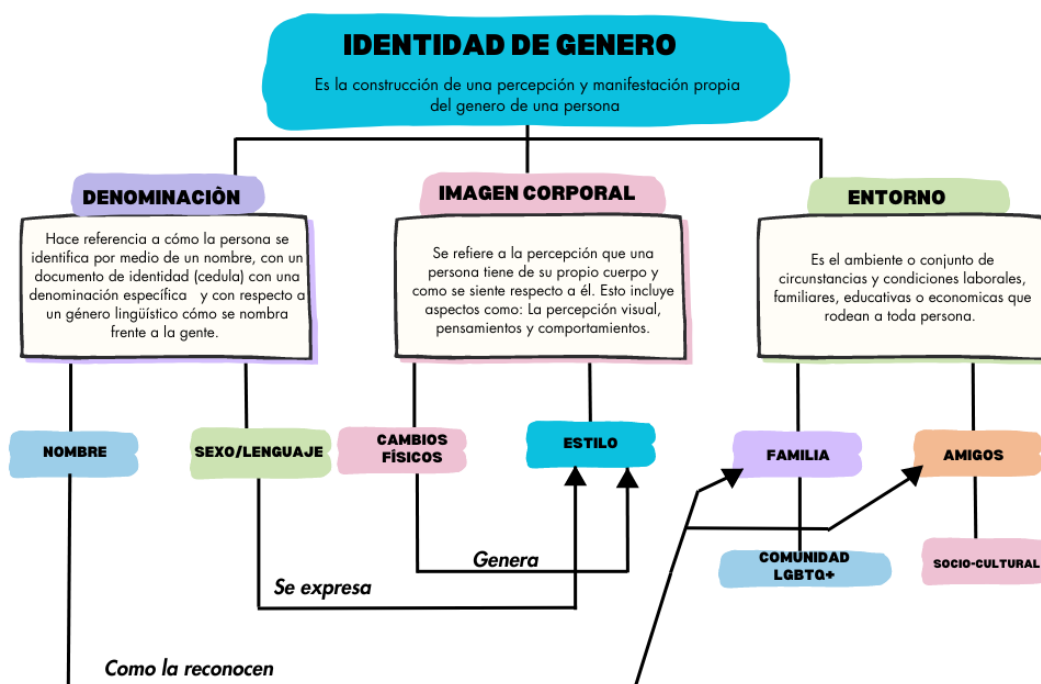 IDENTIDAD DE GENERO
Es la construcción de una percepción y manifestación propia
del genero de una persona
DENOMINACIÒN
Hace referencia a cómo la persona se
identifica por medio de un nombre, con un
documento de identidad (cedula) con una
denominación específica y con respecto a
un género lingüístico cómo se nombra
frente a la gente.
IMAGEN CORPORAL
Se refiere a la percepción que una
persona tiene de su propio cuerpo y
como se siente respecto a él. Esto incluye
aspectos como: La percepción visual,
pensamientos y comportamientos.
ENTORNO
Es el ambiente o conjunto de
circunstancias y condiciones laborales,
familiares, educativas o economicas que
rodean a toda persona.
NOMBRE
SEXO/LENGUAJE
CAMBIOS
FÍSICOS
ESTILO
FAMILIA
AMIGOS
COMUNIDAD
LGBTQ+
SOCIO-CULTURAL
Genera
Se expresa
Como la reconocen